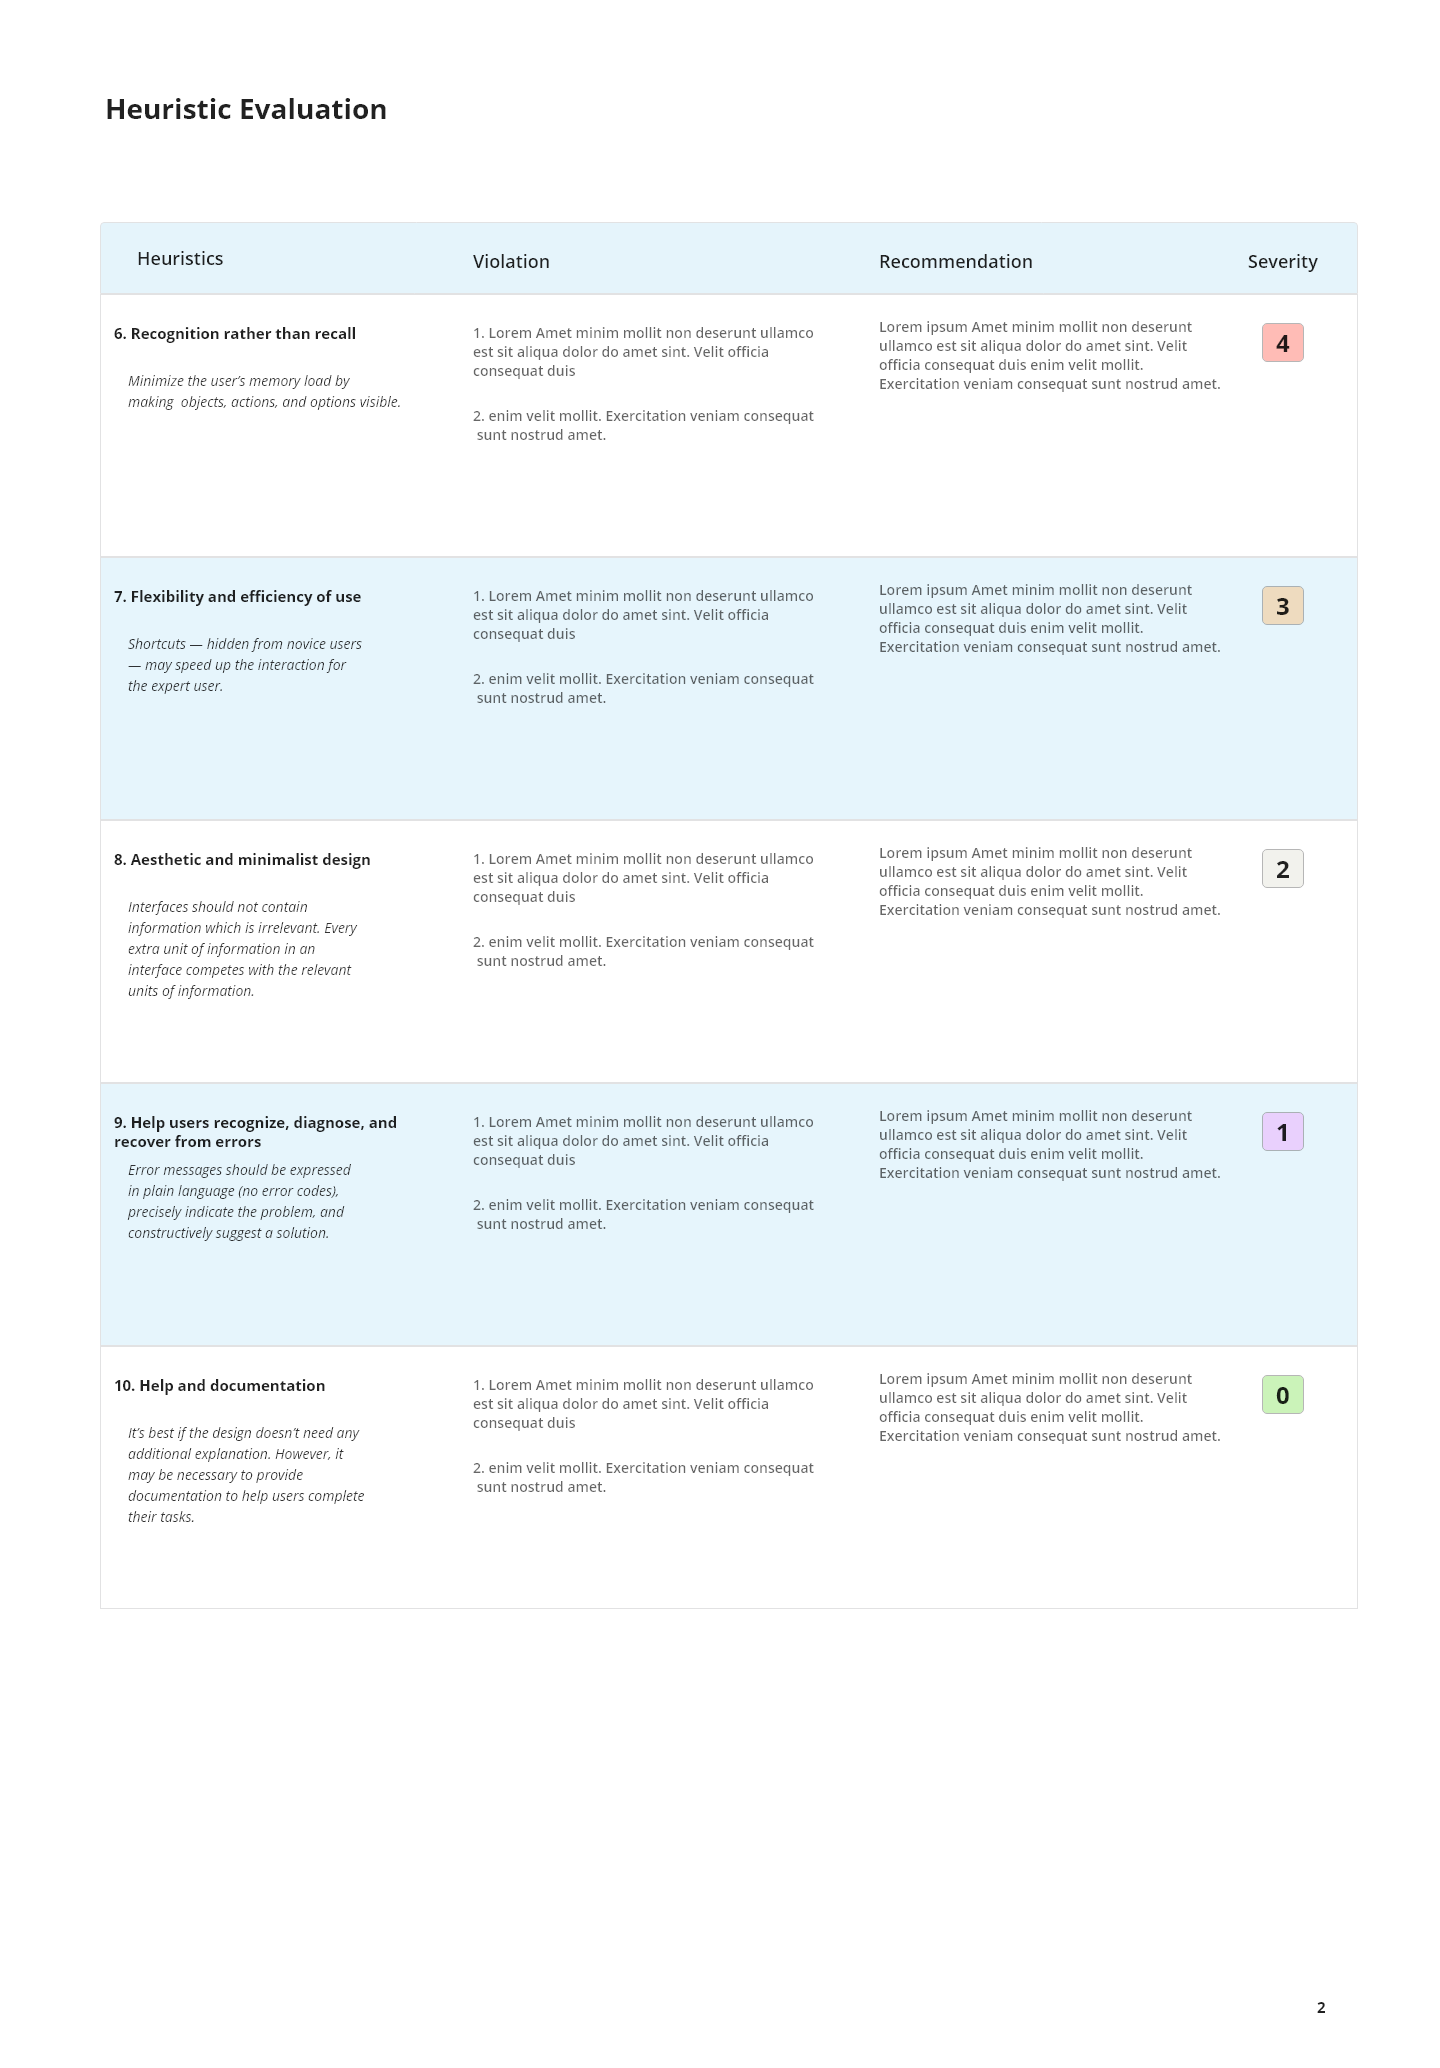 Heuristic Evaluation
Heuristics
Violation
Recommendation
Severity
6. Recognition rather than recall
Minimize the user’s memory load by
making  objects, actions, and options visible.
1. Lorem Amet minim mollit non deserunt ullamco
est sit aliqua dolor do amet sint. Velit officia
consequat duis
2. enim velit mollit. Exercitation veniam consequat
sunt nostrud amet.
Lorem ipsum Amet minim mollit non deserunt
ullamco est sit aliqua dolor do amet sint. Velit
officia consequat duis enim velit mollit.
Exercitation veniam consequat sunt nostrud amet.
4
7. Flexibility and efficiency of use
Shortcuts — hidden from novice users
— may speed up the interaction for
the expert user.
1. Lorem Amet minim mollit non deserunt ullamco
est sit aliqua dolor do amet sint. Velit officia
consequat duis
2. enim velit mollit. Exercitation veniam consequat
sunt nostrud amet.
Lorem ipsum Amet minim mollit non deserunt
ullamco est sit aliqua dolor do amet sint. Velit
officia consequat duis enim velit mollit.
Exercitation veniam consequat sunt nostrud amet.
3
8. Aesthetic and minimalist design
Interfaces should not contain
information which is irrelevant. Every
extra unit of information in an
interface competes with the relevant
units of information.
1. Lorem Amet minim mollit non deserunt ullamco
est sit aliqua dolor do amet sint. Velit officia
consequat duis
2. enim velit mollit. Exercitation veniam consequat
sunt nostrud amet.
Lorem ipsum Amet minim mollit non deserunt
ullamco est sit aliqua dolor do amet sint. Velit
officia consequat duis enim velit mollit.
Exercitation veniam consequat sunt nostrud amet.
2
9. Help users recognize, diagnose, and
recover from errors
Error messages should be expressed
in plain language (no error codes),
precisely indicate the problem, and
constructively suggest a solution.
1. Lorem Amet minim mollit non deserunt ullamco
est sit aliqua dolor do amet sint. Velit officia
consequat duis
2. enim velit mollit. Exercitation veniam consequat
sunt nostrud amet.
Lorem ipsum Amet minim mollit non deserunt
ullamco est sit aliqua dolor do amet sint. Velit
officia consequat duis enim velit mollit.
Exercitation veniam consequat sunt nostrud amet.
1
10. Help and documentation
It’s best if the design doesn’t need any
additional explanation. However, it
may be necessary to provide
documentation to help users complete
their tasks.
1. Lorem Amet minim mollit non deserunt ullamco
est sit aliqua dolor do amet sint. Velit officia
consequat duis
2. enim velit mollit. Exercitation veniam consequat
sunt nostrud amet.
Lorem ipsum Amet minim mollit non deserunt
ullamco est sit aliqua dolor do amet sint. Velit
officia consequat duis enim velit mollit.
Exercitation veniam consequat sunt nostrud amet.
0
2